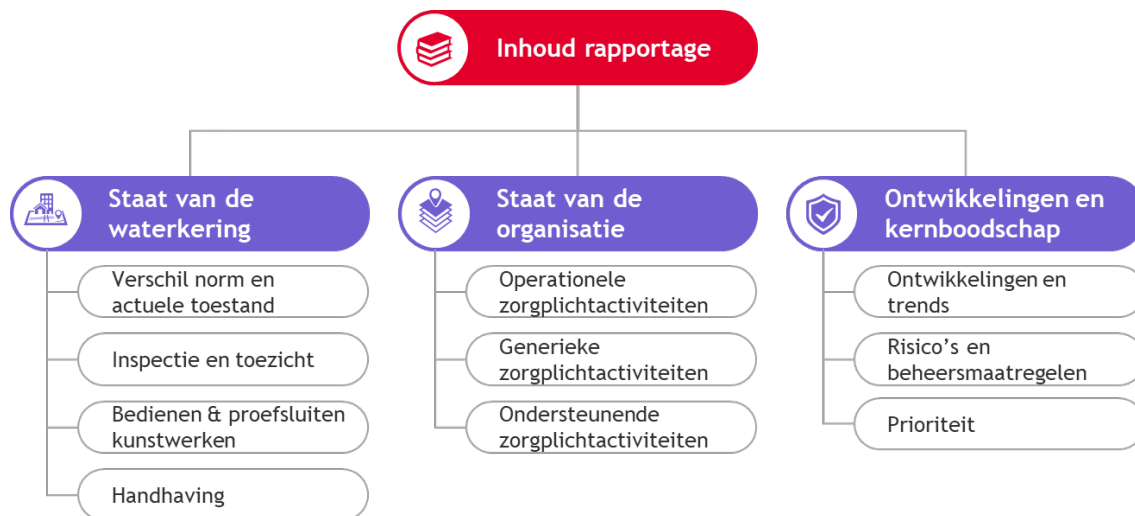 Inhoud rapportage
Staat van de
waterkering
Verschil norm en
actuele toestand
Inspectie en toezicht
Bedienen & proefsluiten
kunstwerken
Handhaving
Staat van de
organisatie
Operationele
zorgplichtactiviteiten
Generieke
zorgplichtactiviteiten
Ondersteunende
zorgplichtactiviteiten
Ontwikkelingen en
kernboodschap
Ontwikkelingen en
trends
Risico's en
beheersmaatregelen
Prioriteit